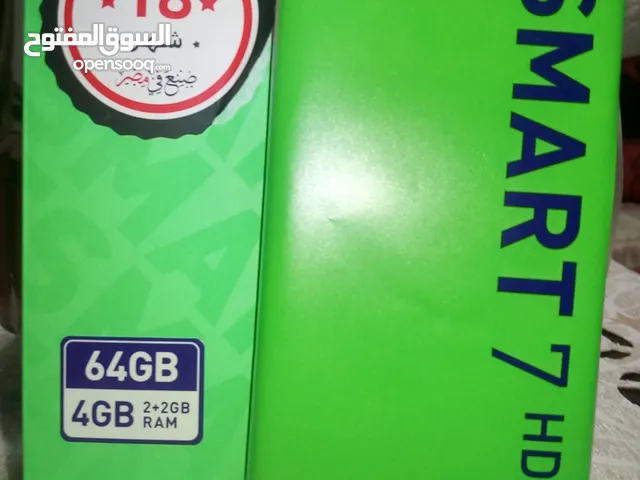 السوق المفتوح
opensooq.com
18
شهر
صنع في مصر
64GB
4GB 2+2GB RAM
SMART 7 HD